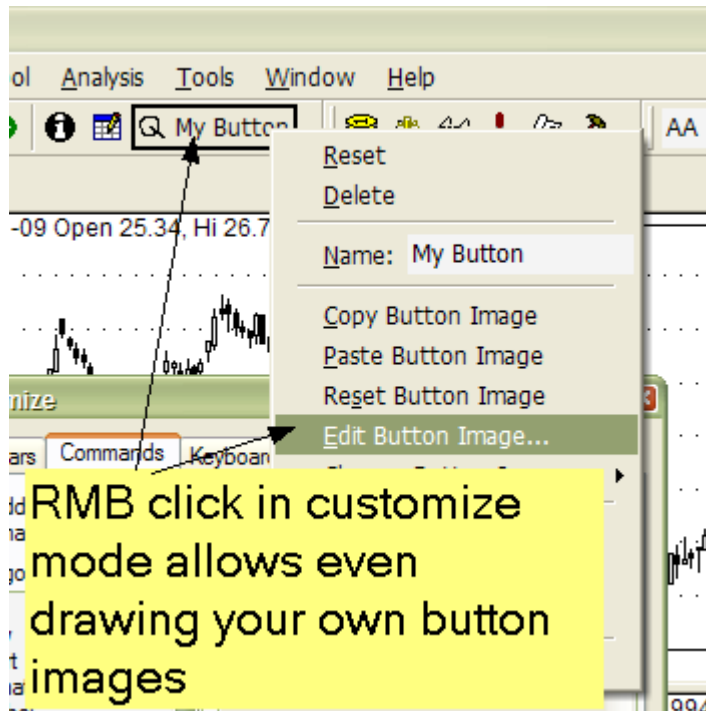 ol Analysis Tools Window Help
My Button AA
Reset
Delete
-09 Open 25.34, Hi 26.7
Name: My Button
Copy Button Image
Paste Button Image
Reset Button Image
mize
Edit Button Image...
ars Commands Keyboar
RMB click in customize
mode allows even
drawing your own button
images
994